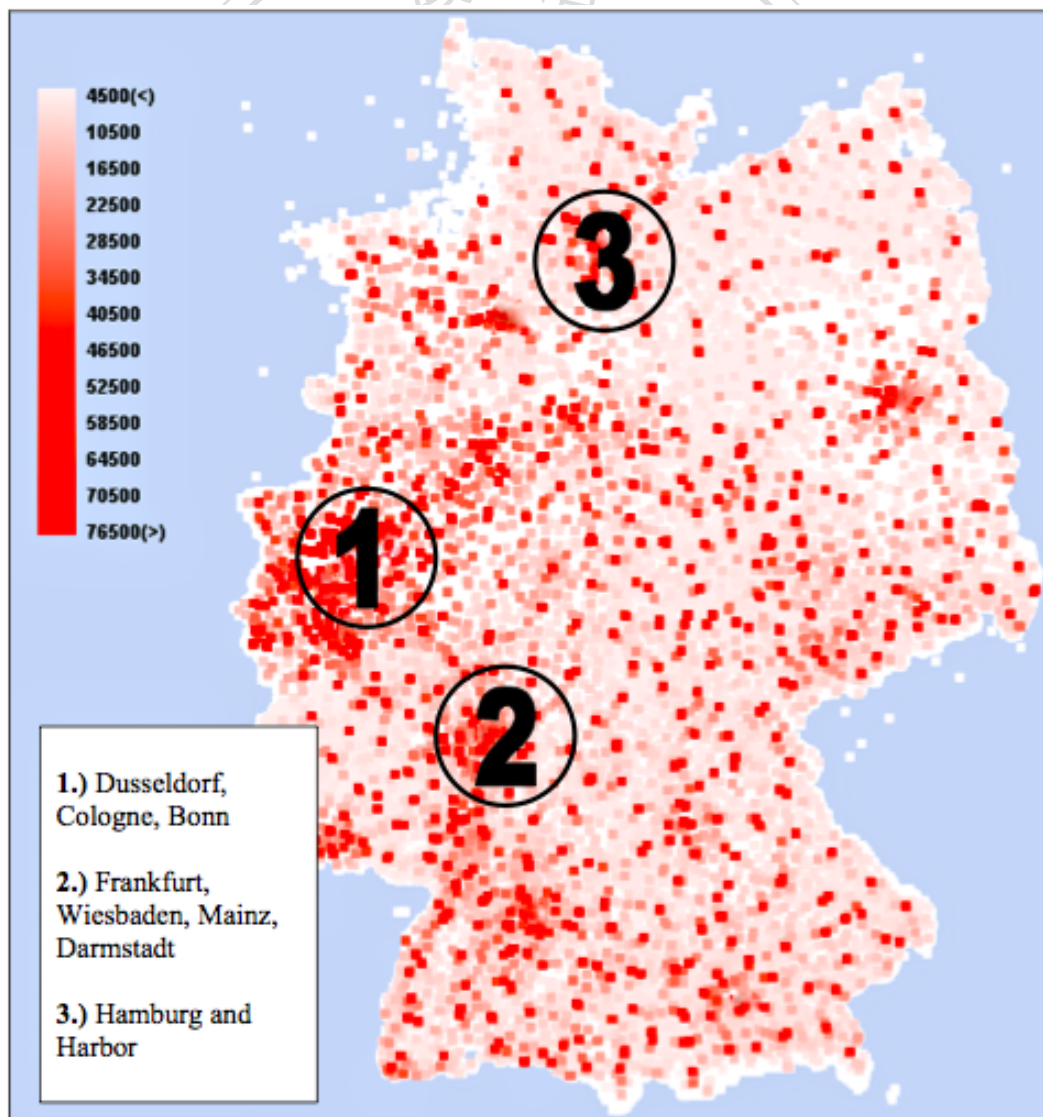 4500(<)
10500
16500
22500
28500
34500
40500
46500
52500
58500
64500
70500
76500(>)
3
1
2
1.) Dusseldorf,
Cologne, Bonn
2.) Frankfurt,
Wiesbaden, Mainz,
Darmstadt
3.) Hamburg and
Harbor